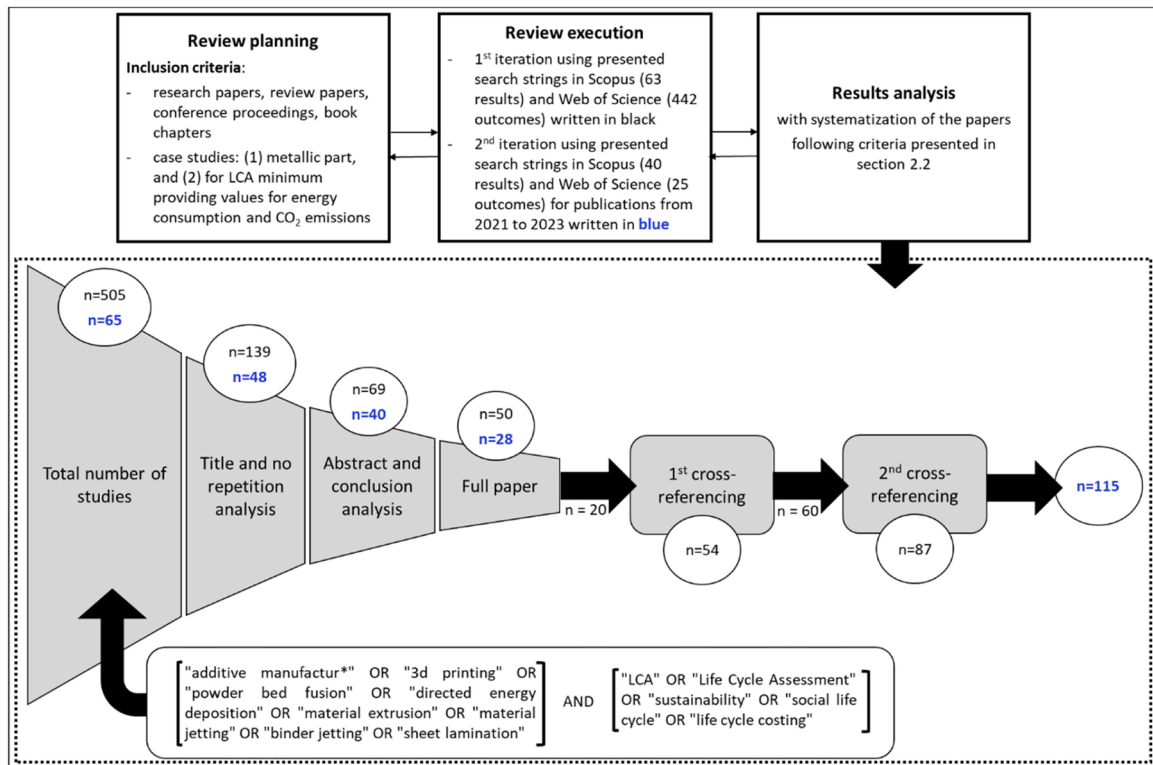 Review planning
Inclusion criteria:
- research papers, review papers,
conference proceedings, book
chapters
- case studies: (1) metallic part,
and (2) for LCA minimum
providing values for energy
consumption and CO2 emissions
Review execution
- 1st iteration using presented
search strings in Scopus (63
results) and Web of Science (442
outcomes) written in black
- 2nd iteration using presented
search strings in Scopus (40
results) and Web of Science (25
outcomes) for publications from
2021 to 2023 written in blue
Results analysis
with systematization of the papers
following criteria presented in
section 2.2
n=505
n=65
n=139
n=48
n=69
n=40
n=50
n=28
Total number of
studies
Title and no
repetition
analysis
Abstract and
conclusion
analysis
Full paper
n = 20
1st cross-
referencing
n=54
n = 60
2nd cross-
referencing
n=87
n=115
"additive manufactur*" OR "3d printing" OR
"powder bed fusion" OR "directed energy
deposition" OR "material extrusion" OR "material
jetting" OR "binder jetting" OR "sheet lamination"
AND
"LCA" OR "Life Cycle Assessment"
OR "sustainability" OR "social life
cycle" OR "life cycle costing"